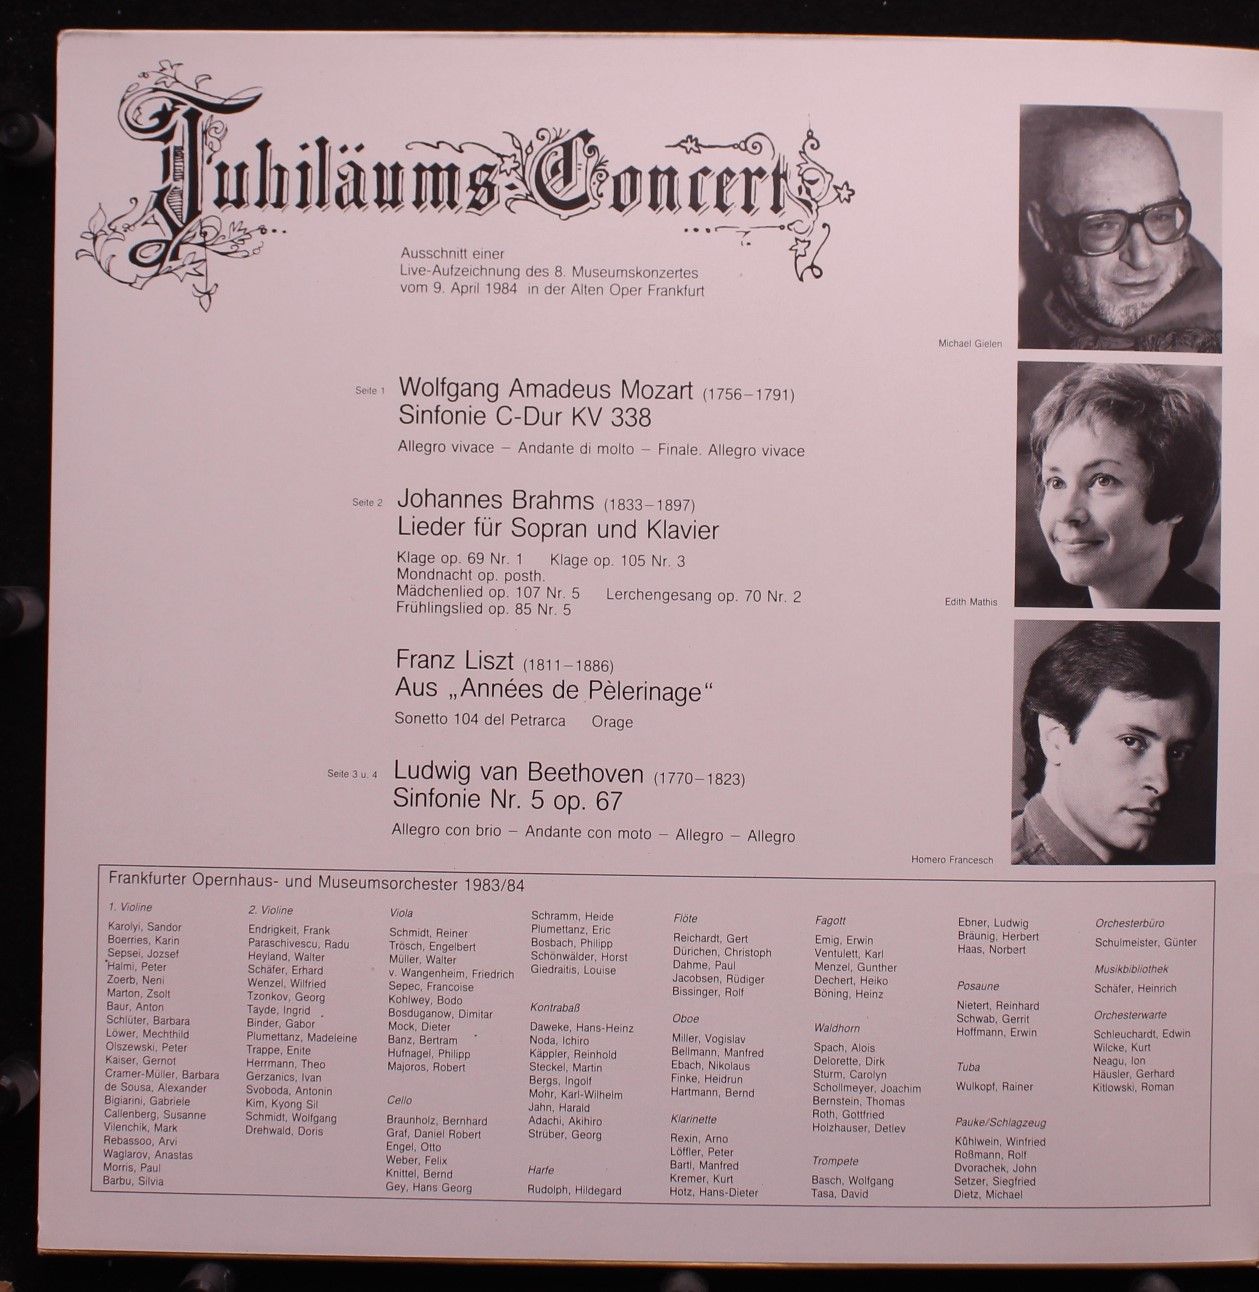 Jubiläums-Concert
Ausschnitt einer
Live-Aufzeichnung des 8. Museumskonzertes
vom 9. April 1984 in der Alten Oper Frankfurt
Michael Gielen
Seite 1
Wolfgang Amadeus Mozart (1756–1791)
Sinfonie C-Dur KV 338
Allegro vivace – Andante di molto – Finale. Allegro vivace
Seite 2
Johannes Brahms (1833–1897)
Lieder für Sopran und Klavier
Klage op. 69 Nr. 1 Klage op. 105 Nr. 3
Mondnacht op. posth.
Mädchenlied op. 107 Nr. 5 Lerchengesang op. 70 Nr. 2
Frühlingslied op. 85 Nr. 5
Edith Mathis
Franz Liszt (1811–1886)
Aus „Années de Pèlerinage“
Sonetto 104 del Petrarca Orage
Seite 3 u. 4
Ludwig van Beethoven (1770–1823)
Sinfonie Nr. 5 op. 67
Allegro con brio – Andante con moto – Allegro – Allegro
Homero Francesch
Frankfurter Opernhaus- und Museumsorchester 1983/84
1. Violine
Karolyi, Sandor
Boerries, Karin
Sepsei, Jozsef
Halmi, Peter
Zoerb, Neni
Marton, Zsolt
Baur, Anton
Schlüter, Barbara
Löwer, Mechthild
Olszewski, Peter
Kaiser, Gernot
Cramer-Müller, Barbara
de Sousa, Alexander
Bigiarini, Gabriele
Callenberg, Susanne
Vilenchik, Mark
Rebassoo, Arvi
Waglarov, Anastas
Morris, Paul
Barbu, Silvia
2. Violine
Endrigkeit, Frank
Paraschivescu, Radu
Heyland, Walter
Schäfer, Erhard
Wenzel, Wilfried
Tzonkov, Georg
Tayde, Ingrid
Binder, Gabor
Plumettanz, Madeleine
Trappe, Enite
Herrmann, Theo
Gerzanics, Ivan
Svoboda, Antonin
Kim, Kyong Sil
Schmidt, Wolfgang
Drehwald, Doris
Viola
Schmidt, Reiner
Trösch, Engelbert
Müller, Walter
v. Wangenheim, Friedrich
Sepec, Francoise
Kohlwey, Bodo
Bosduganow, Dimitar
Mock, Dieter
Banz, Bertram
Hufnagel, Philipp
Majoros, Robert
Cello
Braunholz, Bernhard
Graf, Daniel Robert
Engel, Otto
Weber, Felix
Knittel, Bernd
Gey, Hans Georg
Schramm, Heide
Plumettanz, Eric
Bosbach, Philipp
Schönwälder, Horst
Giedraitis, Louise
Kontrabaß
Daweke, Hans-Heinz
Noda, Ichiro
Käppler, Reinhold
Steckel, Martin
Bergs, Ingolf
Mohr, Karl-Wilhelm
Jahn, Harald
Adachi, Akihiro
Strüber, Georg
Harfe
Rudolph, Hildegard
Flöte
Reichardt, Gert
Dürichen, Christoph
Dahme, Paul
Jacobsen, Rüdiger
Bissinger, Rolf
Oboe
Miller, Vogislav
Bellmann, Manfred
Ebach, Nikolaus
Finke, Heidrun
Hartmann, Bernd
Klarinette
Rexin, Arno
Löffler, Peter
Bartl, Manfred
Kremer, Kurt
Hotz, Hans-Dieter
Fagott
Emig, Erwin
Ventulett, Karl
Menzel, Gunther
Dechert, Heiko
Böning, Heinz
Waldhorn
Spach, Alois
Delorette, Dirk
Sturm, Carolyn
Schollmeyer, Joachim
Bernstein, Thomas
Roth, Gottfried
Holzhauser, Detlev
Trompete
Basch, Wolfgang
Tasa, David
Ebner, Ludwig
Bräunig, Herbert
Haas, Norbert
Posaune
Nietert, Reinhard
Schwab, Gerrit
Hoffmann, Erwin
Tuba
Wulkopf, Rainer
Pauke/Schlagzeug
Kühlwein, Winfried
Roßmann, Rolf
Dvorachek, John
Setzer, Siegfried
Dietz, Michael
Orchesterbüro
Schulmeister, Günter
Musikbibliothek
Schäfer, Heinrich
Orchesterwarte
Schleuchardt, Edwin
Wilcke, Kurt
Neagu, Ion
Häusler, Gerhard
Kitlowski, Roman